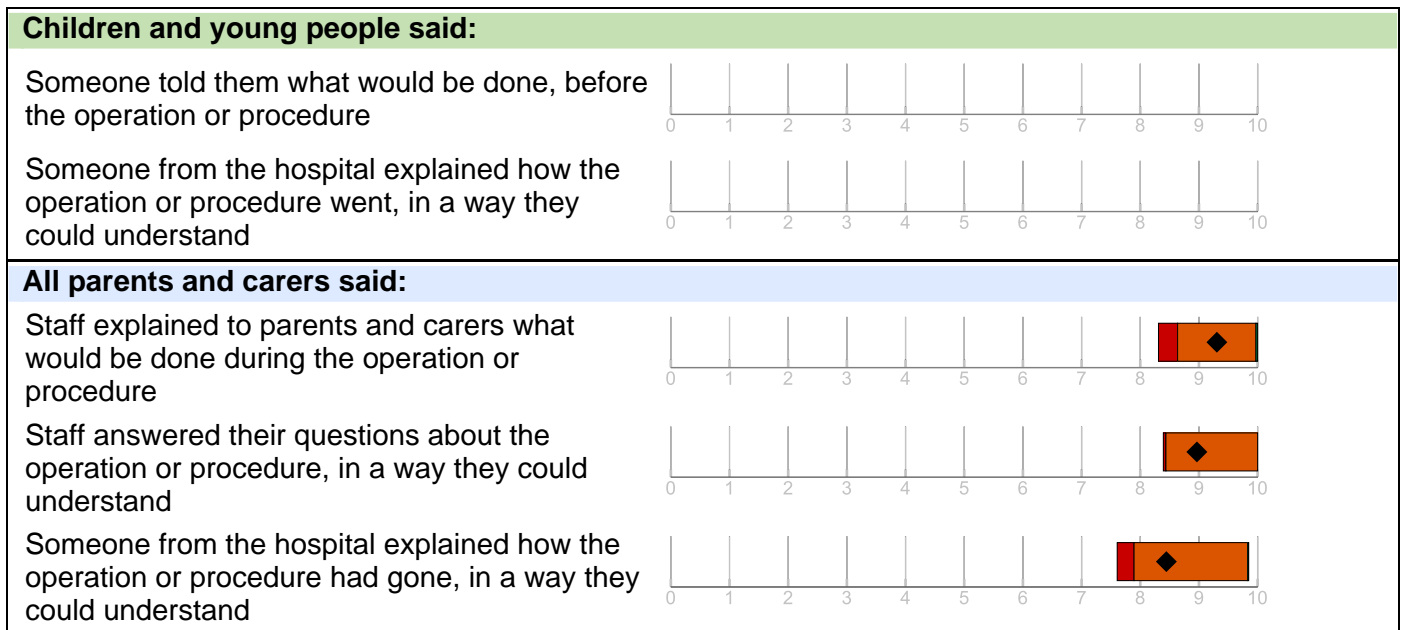 Children and young people said:
Someone told them what would be done, before
the operation or procedure
0 1 2 3 4 5 6 7 8 9 10
Someone from the hospital explained how the
operation or procedure went, in a way they
could understand
0 1 2 3 4 5 6 7 8 9 10
All parents and carers said:
Staff explained to parents and carers what
would be done during the operation or
procedure
0 1 2 3 4 5 6 7 8 9 10
Staff answered their questions about the
operation or procedure, in a way they could
understand
0 1 2 3 4 5 6 7 8 9 10
Someone from the hospital explained how the
operation or procedure had gone, in a way they
could understand
0 1 2 3 4 5 6 7 8 9 10